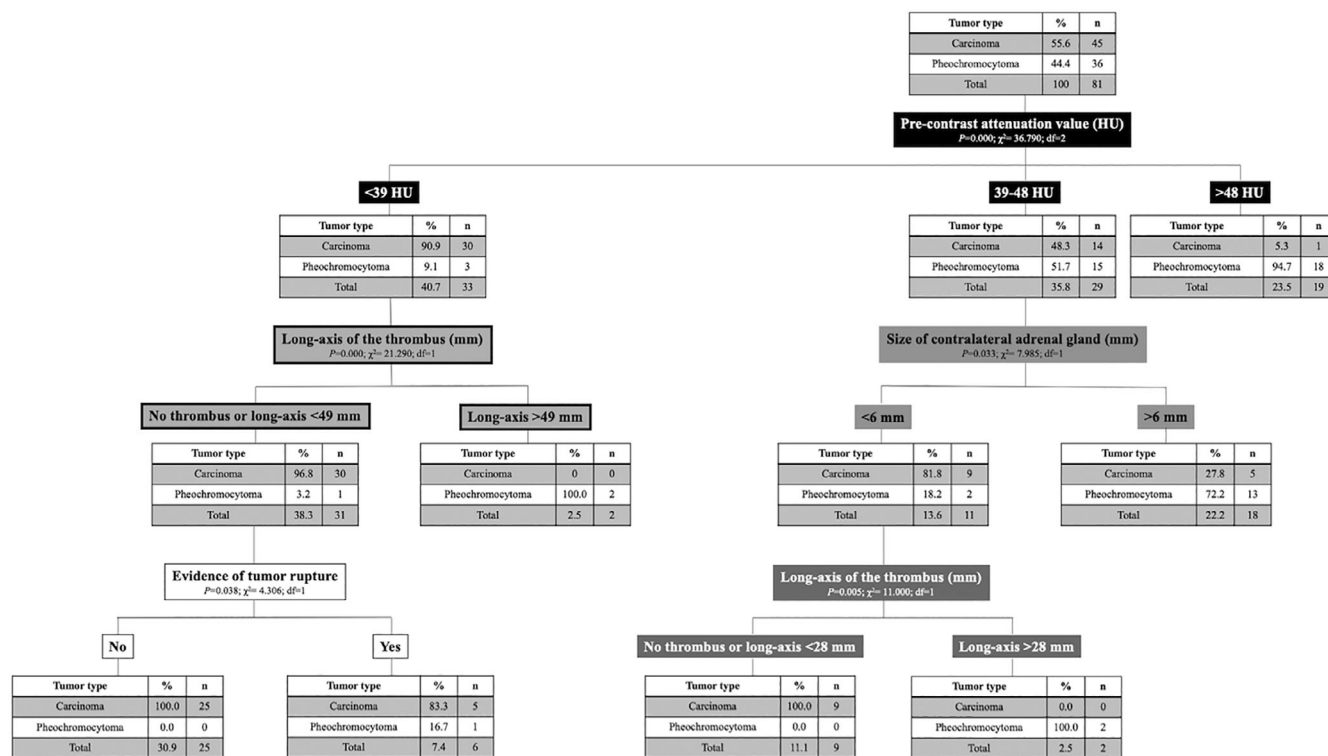 Tumor type % n
Carcinoma 55.6 45
Pheochromocytoma 44.4 36
Total 100 81
Pre-contrast attenuation value (HU)
P=0.000; χ²= 36.790; df=2
<39 HU
Tumor type % n
Carcinoma 90.9 30
Pheochromocytoma 9.1 3
Total 40.7 33
39-48 HU
Tumor type % n
Carcinoma 48.3 14
Pheochromocytoma 51.7 15
Total 35.8 29
>48 HU
Tumor type % n
Carcinoma 5.3 1
Pheochromocytoma 94.7 18
Total 23.5 19
Long-axis of the thrombus (mm)
P=0.000; χ²= 21.290; df=1
Size of contralateral adrenal gland (mm)
P=0.033; χ²= 7.985; df=1
No thrombus or long-axis <49 mm
Tumor type % n
Carcinoma 96.8 30
Pheochromocytoma 3.2 1
Total 38.3 31
Long-axis >49 mm
Tumor type % n
Carcinoma 0 0
Pheochromocytoma 100.0 2
Total 2.5 2
<6 mm
Tumor type % n
Carcinoma 81.8 9
Pheochromocytoma 18.2 2
Total 13.6 11
>6 mm
Tumor type % n
Carcinoma 27.8 5
Pheochromocytoma 72.2 13
Total 22.2 18
Evidence of tumor rupture
P=0.038; χ²= 4.306; df=1
Long-axis of the thrombus (mm)
P=0.005; χ²= 11.000; df=1
No
Tumor type % n
Carcinoma 100.0 25
Pheochromocytoma 0.0 0
Total 30.9 25
Yes
Tumor type % n
Carcinoma 83.3 5
Pheochromocytoma 16.7 1
Total 7.4 6
No thrombus or long-axis <28 mm
Tumor type % n
Carcinoma 100.0 9
Pheochromocytoma 0.0 0
Total 11.1 9
Long-axis >28 mm
Tumor type % n
Carcinoma 0.0 0
Pheochromocytoma 100.0 2
Total 2.5 2